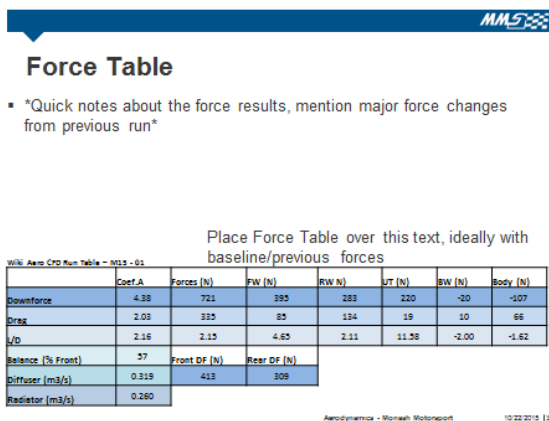 MMS
Force Table
▪ *Quick notes about the force results, mention major force changes
from previous run*
Place Force Table over this text, ideally with
baseline/previous forces
Wiki Aero CFD Run Table – M15 - 01
Coef.A Forces (N) FW (N) RW N) UT (N) BW (N) Body (N)
Downforce 4.38 721 395 283 220 -20 -107
Drag 2.03 335 85 134 19 10 66
L/D 2.16 2.15 4.65 2.11 11.58 -2.00 -1.62
Balance (% Front) 57 Front DF (N) Rear DF (N)
Diffuser (m3/s) 0.319 413 309
Radiator (m3/s) 0.260
Aerodynamics - Monash Motorsport 10/22/2015 |